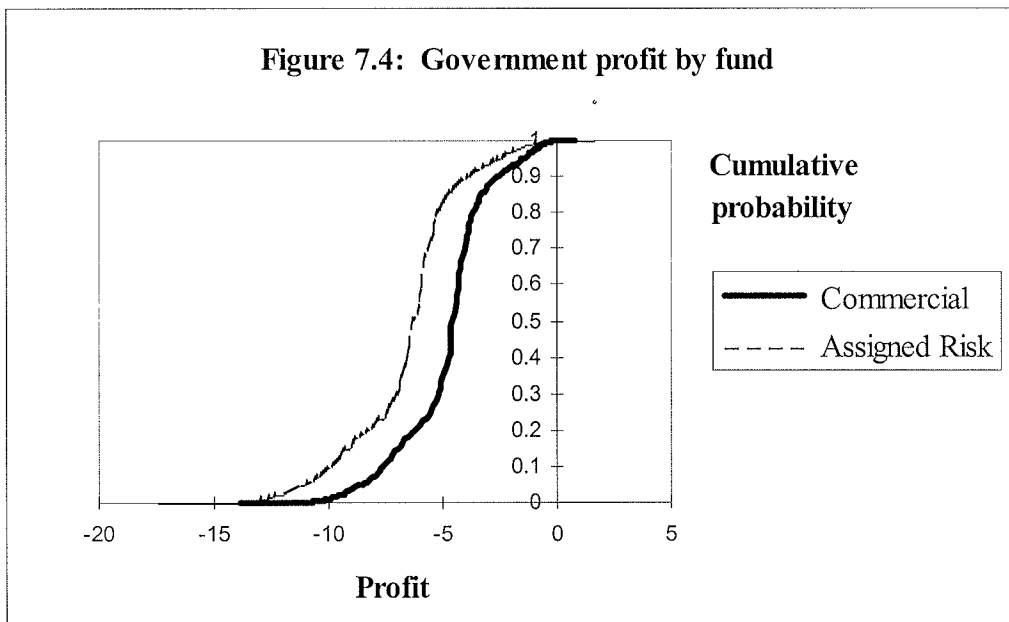 Figure 7.4: Government profit by fund
1
0.9
0.8
0.7
0.6
0.5
0.4
0.3
0.2
0.1
0
-20 -15 -10 -5 0 5
Profit
Cumulative
probability
Commercial
Assigned Risk